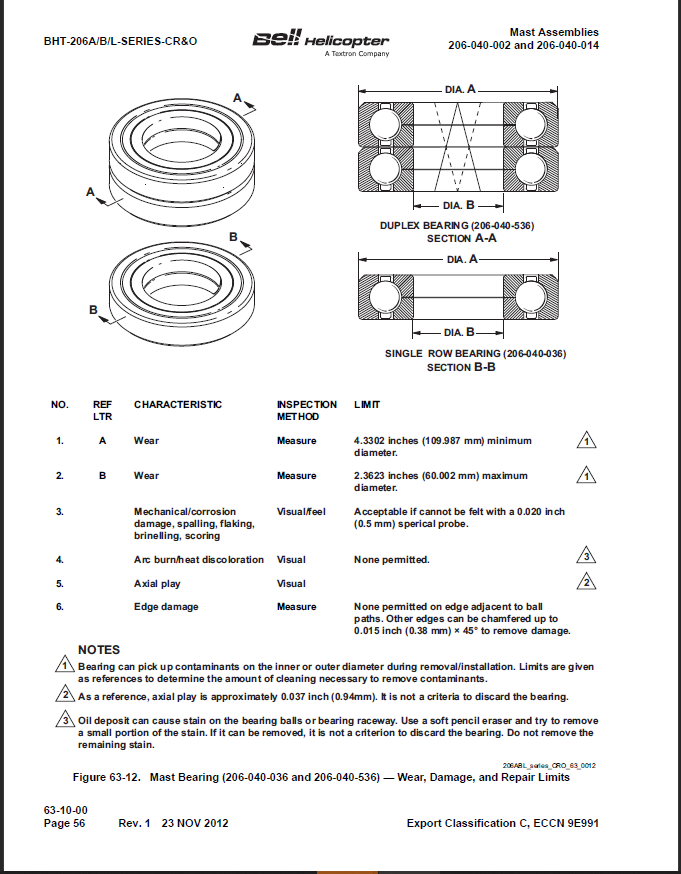 BHT-206A/B/L-SERIES-CR&O
Bell Helicopter
A Textron Company
Mast Assemblies
206-040-002 and 206-040-014
A
A
B
B
DIA. A
DIA. B
DUPLEX BEARING (206-040-536)
SECTION A-A
DIA. A
DIA. B
SINGLE ROW BEARING (206-040-036)
SECTION B-B
NO. REF LTR CHARACTERISTIC INSPECTION METHOD LIMIT
1. A Wear Measure 4.3302 inches (109.987 mm) minimum
diameter.
1
2. B Wear Measure 2.3623 inches (60.002 mm) maximum
diameter.
1
3. Mechanical/corrosion Visual/feel Acceptable if cannot be felt with a 0.020 inch
damage, spalling, flaking, (0.5 mm) sperical probe.
brinelling, scoring
4. Arc burn/heat discoloration Visual None permitted.
3
5. Axial play Visual
2
6. Edge damage Measure None permitted on edge adjacent to ball
paths. Other edges can be chamfered up to
0.015 inch (0.38 mm) × 45° to remove damage.
NOTES
1 Bearing can pick up contaminants on the inner or outer diameter during removal/installation. Limits are given
as references to determine the amount of cleaning necessary to remove contaminants.
2 As a reference, axial play is approximately 0.037 inch (0.94mm). It is not a criteria to discard the bearing.
3 Oil deposit can cause stain on the bearing balls or bearing raceway. Use a soft pencil eraser and try to remove
a small portion of the stain. If it can be removed, it is not a criterion to discard the bearing. Do not remove the
remaining stain.
206ABL_series_CRO_63_0012
Figure 63-12. Mast Bearing (206-040-036 and 206-040-536) — Wear, Damage, and Repair Limits
63-10-00
Page 56 Rev. 1 23 NOV 2012 Export Classification C, ECCN 9E991